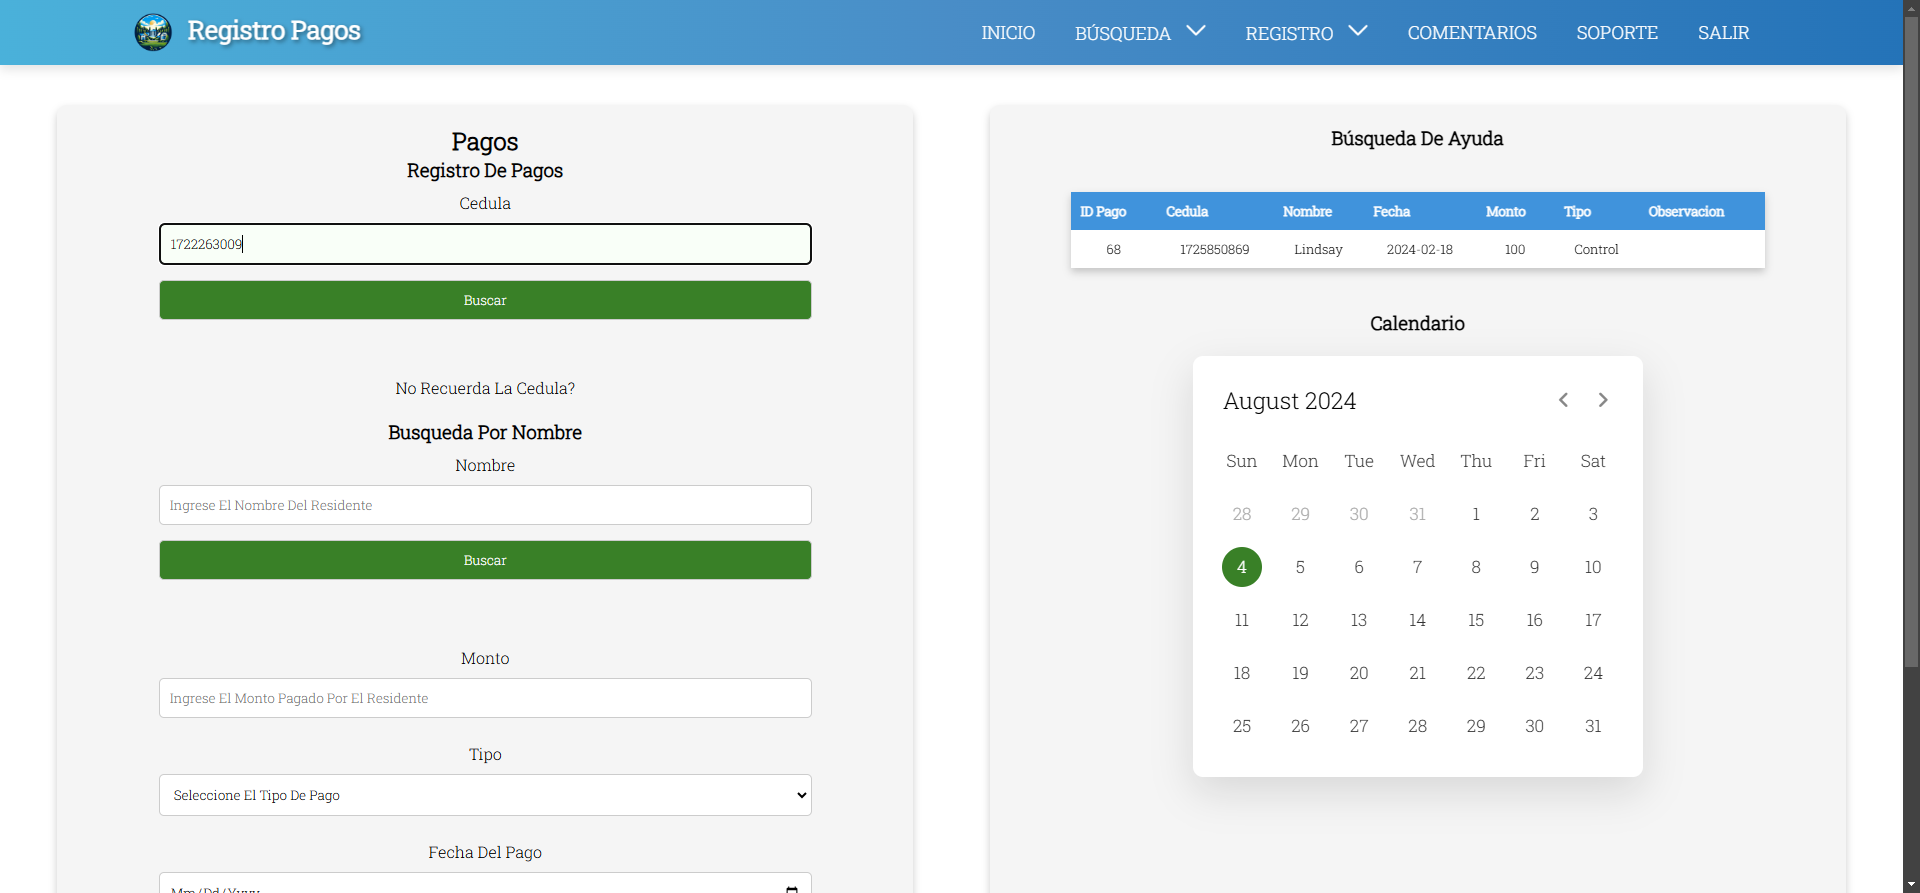 Registro Pagos
INICIO BÚSQUEDA REGISTRO COMENTARIOS SOPORTE SALIR
Pagos
Registro De Pagos
Cedula
1722263009
Buscar
No Recuerda La Cedula?
Busqueda Por Nombre
Nombre
Ingrese El Nombre Del Residente
Buscar
Monto
Ingrese El Monto Pagado Por El Residente
Tipo
Seleccione El Tipo De Pago
Fecha Del Pago
Mm/Dd/Yyyy
Búsqueda De Ayuda
ID Pago Cedula Nombre Fecha Monto Tipo Observacion
68 1725850869 Lindsay 2024-02-18 100 Control
Calendario
August 2024
Sun Mon Tue Wed Thu Fri Sat
28 29 30 31 1 2 3
4 5 6 7 8 9 10
11 12 13 14 15 16 17
18 19 20 21 22 23 24
25 26 27 28 29 30 31